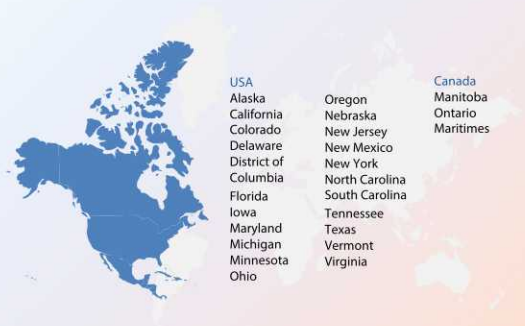 USA
Alaska
California
Colorado
Delaware
District of
Columbia
Florida
Iowa
Maryland
Michigan
Minnesota
Ohio
Oregon
Nebraska
New Jersey
New Mexico
New York
North Carolina
South Carolina
Tennessee
Texas
Vermont
Virginia
Canada
Manitoba
Ontario
Maritimes